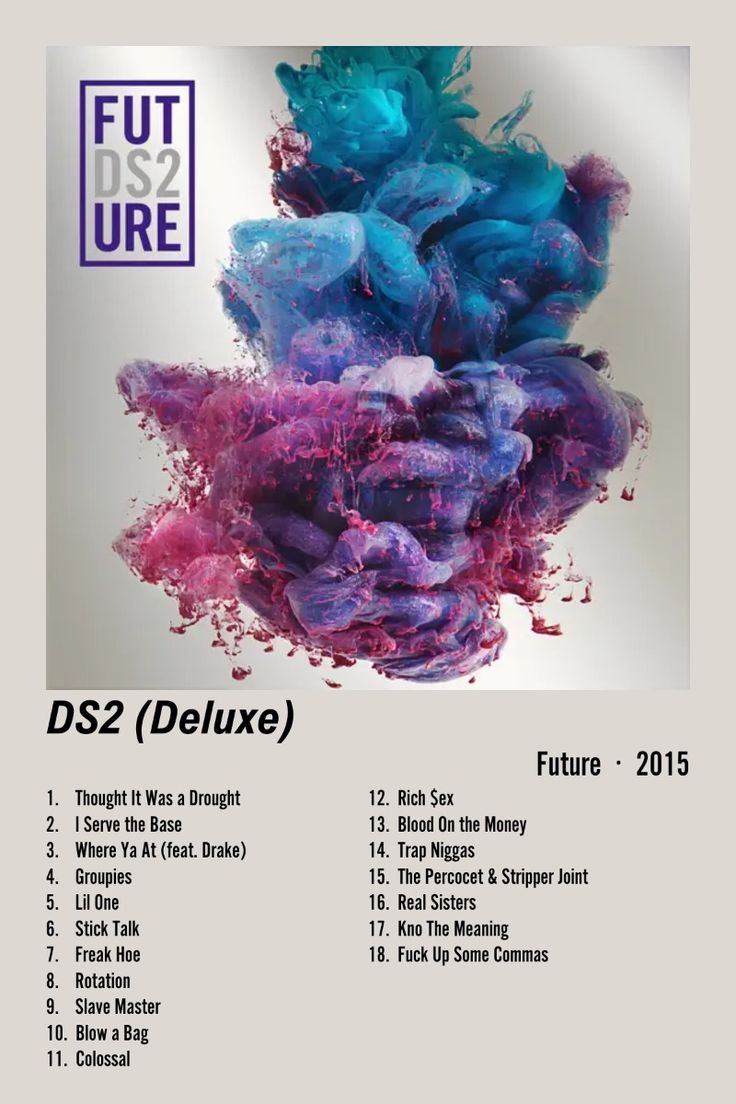 FUT
DS2
URE
DS2 (Deluxe)
Future · 2015
1. Thought It Was a Drought
2. I Serve the Base
3. Where Ya At (feat. Drake)
4. Groupies
5. Lil One
6. Stick Talk
7. Freak Hoe
8. Rotation
9. Slave Master
10. Blow a Bag
11. Colossal
12. Rich $ex
13. Blood On the Money
14. Trap Niggas
15. The Percocet & Stripper Joint
16. Real Sisters
17. Kno The Meaning
18. Fuck Up Some Commas